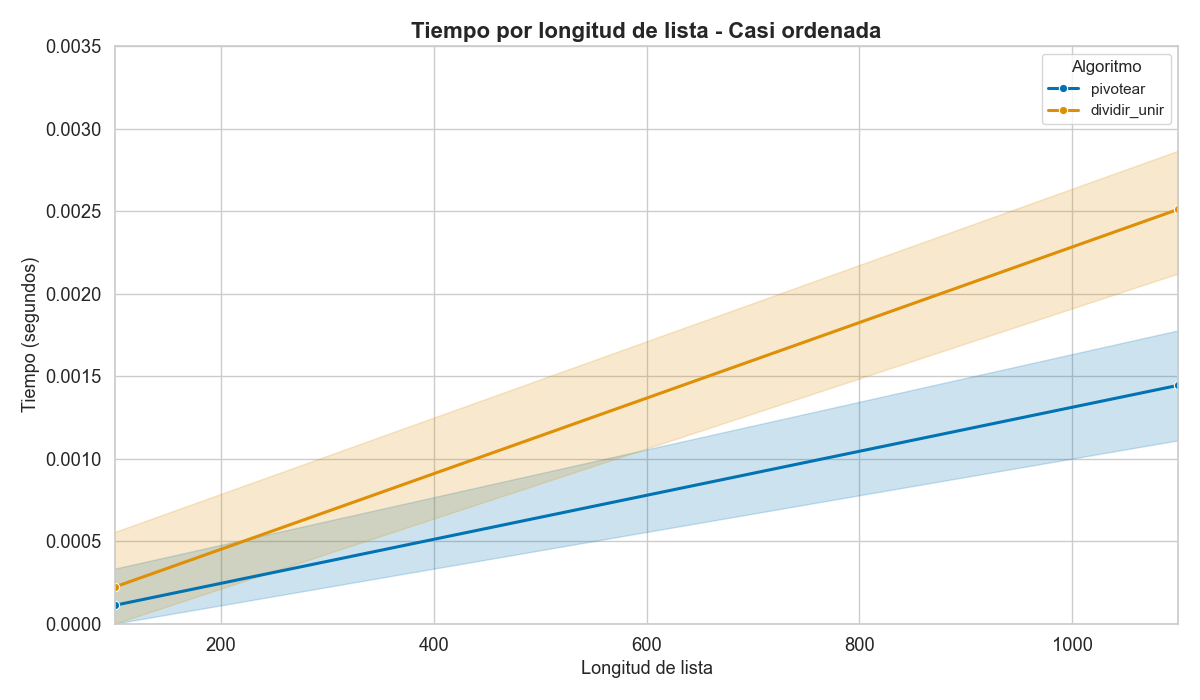 Tiempo por longitud de lista - Casi ordenada
0.0035
0.0030
0.0025
0.0020
0.0015
0.0010
0.0005
0.0000
Tiempo (segundos)
Algoritmo
pivotear
dividir_unir
200
400
600
800
1000
Longitud de lista